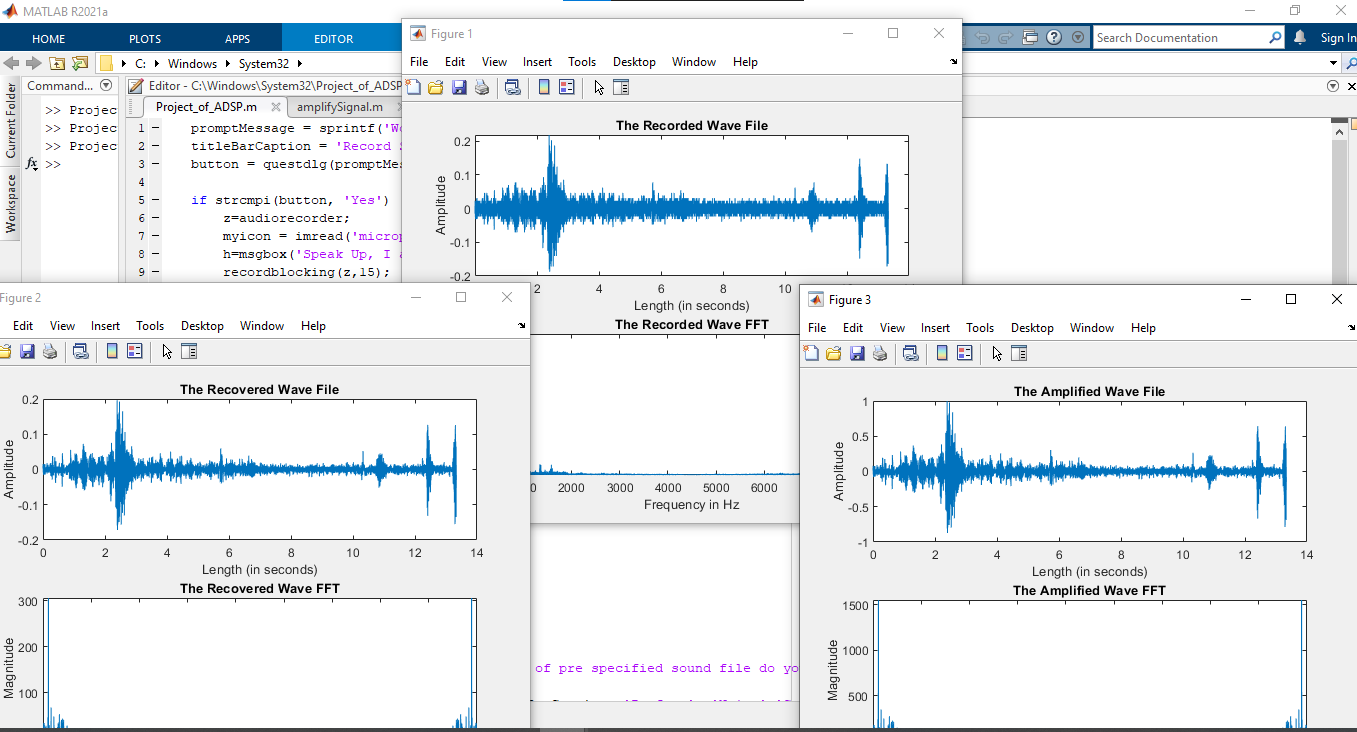 MATLAB R2021a
HOME PLOTS APPS EDITOR
Search Documentation
Sign In
C: Windows System32
Current Folder
Workspace
Command...
>> Projec
>> Projec
>> Projec
fx >>
Editor - C:\Windows\System32\Project_of_ADSP
Project_of_ADSP.m
amplifySignal.m
1 - promptMessage = sprintf('Wo
2 - titleBarCaption = 'Record S
3 - button = questdlg(promptMes
4
5 - if strcmpi(button, 'Yes')
6 - z=audiorecorder;
7 - myicon = imread('microp
8 - h=msgbox('Speak Up, I a
9 - recordblocking(z,15);
of pre specified sound file do yo
Figure 1
File Edit View Insert Tools Desktop Window Help
The Recorded Wave File
Amplitude
0.2
0.1
0
-0.1
-0.2
2 4 6 8 10
Length (in seconds)
The Recorded Wave FFT
0 2000 3000 4000 5000 6000
Frequency in Hz
Figure 2
Edit View Insert Tools Desktop Window Help
The Recovered Wave File
Amplitude
0.2
0.1
0
-0.1
-0.2
0 2 4 6 8 10 12 14
Length (in seconds)
The Recovered Wave FFT
Magnitude
300
200
100
Figure 3
File Edit View Insert Tools Desktop Window Help
The Amplified Wave File
Amplitude
1
0.5
0
-0.5
-1
0 2 4 6 8 10 12 14
Length (in seconds)
The Amplified Wave FFT
Magnitude
1500
1000
500